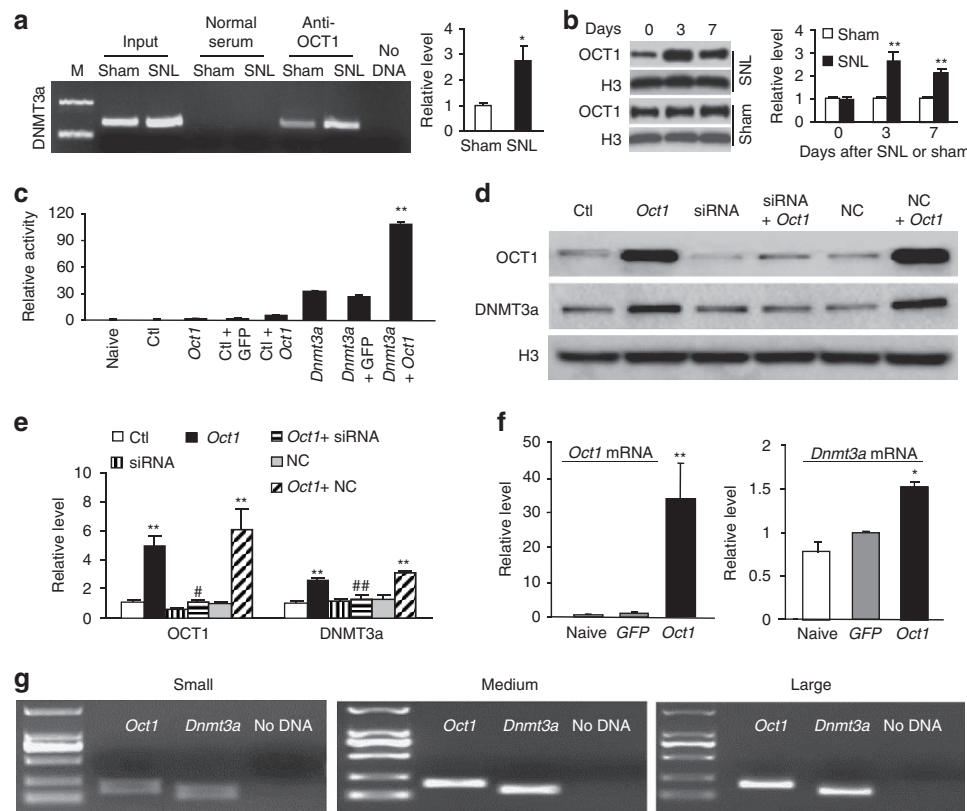 a
Input
Normal
serum
Anti-
OCT1
No
DNA
M
Sham SNL
Sham SNL
Sham SNL
DNMT3a
Relative level
4
3
2
1
0
*
Sham SNL
b
Days 0 3 7
OCT1
H3
SNL
OCT1
H3
Sham
Relative level
4
3
2
1
0
Sham
SNL
**
**
0 3 7
Days after SNL or sham
c
Relative activity
120
90
60
30
0
**
Naive
Ctl
Oct1
Ctl +
GFP
Ctl +
Oct1
Dnmt3a
Dnmt3a
+ GFP
Dnmt3a
+ Oct1
d
Ctl
Oct1
siRNA
siRNA
+ Oct1
NC
NC
+ Oct1
OCT1
DNMT3a
H3
e
Ctl
Oct1
Oct1+ siRNA
siRNA
NC
Oct1+ NC
Relative level
10
8
6
4
2
0
**
#
**
**
##
**
OCT1
DNMT3a
f
Relative level
50
40
30
20
10
0
Oct1 mRNA
**
Naive GFP Oct1
Relative level
2
1.5
1
0.5
0
Dnmt3a mRNA
*
Naive GFP Oct1
g
Small
Oct1 Dnmt3a No DNA
Medium
Oct1 Dnmt3a No DNA
Large
Oct1 Dnmt3a No DNA